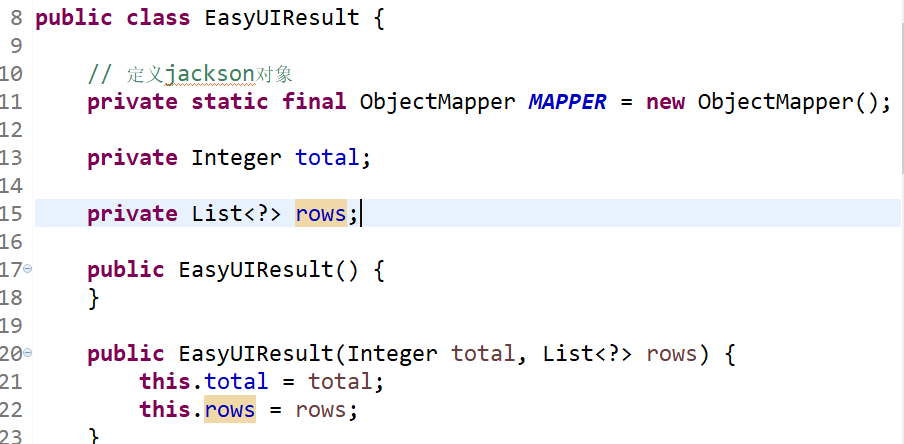 8 public class EasyUIResult {
9
10 // 定义jackson对象
11 private static final ObjectMapper MAPPER = new ObjectMapper();
12
13 private Integer total;
14
15 private List<?> rows;
16
17 public EasyUIResult() {
18 }
19
20 public EasyUIResult(Integer total, List<?> rows) {
21 this.total = total;
22 this.rows = rows;
23 }